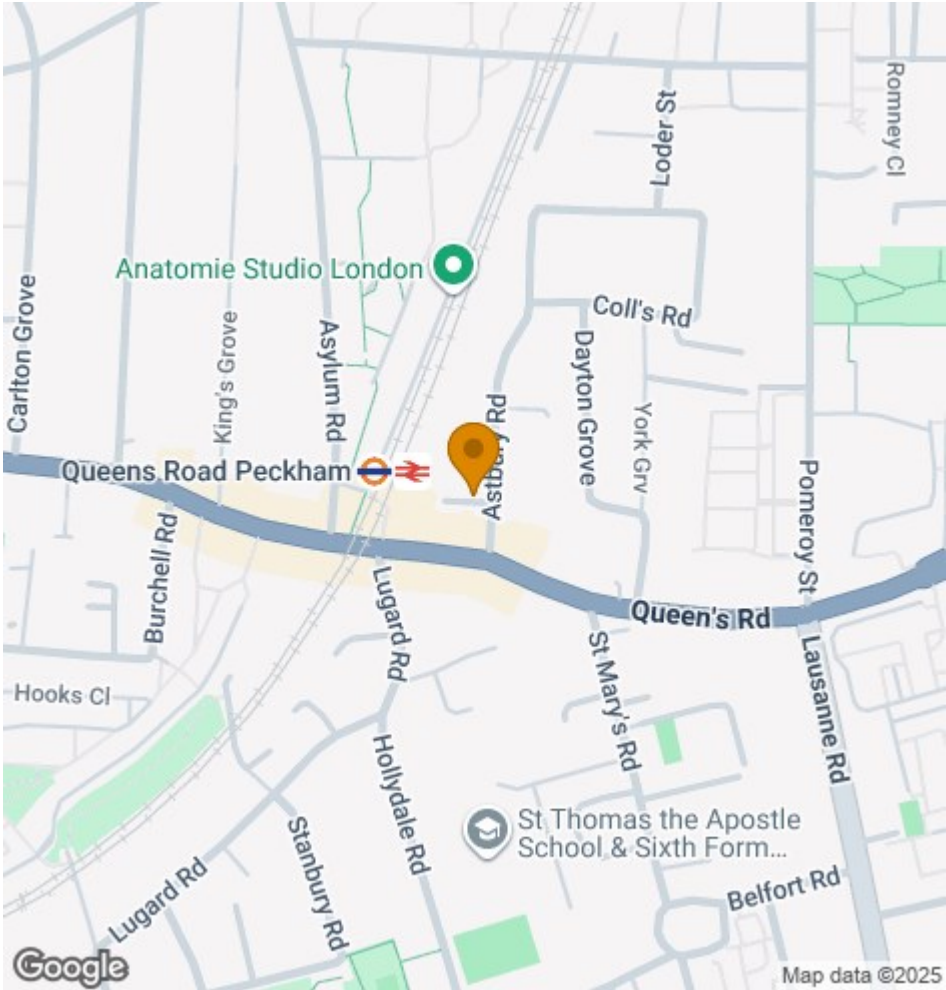 Romney Cl
Loder St
Anatomie Studio London
Carlton Grove
King's Grove
Asylum Rd
Coll's Rd
Dayton Grove
York Grv
Astbury Rd
Queens Road Peckham
Pomeroy St
Burchell Rd
Lugard Rd
Queen's Rd
St Mary's Rd
Lausanne Rd
Hooks Cl
Hollydale Rd
Stanbury Rd
St Thomas the Apostle
School & Sixth Form...
Lugard Rd
Belfort Rd
Google
Map data ©2025